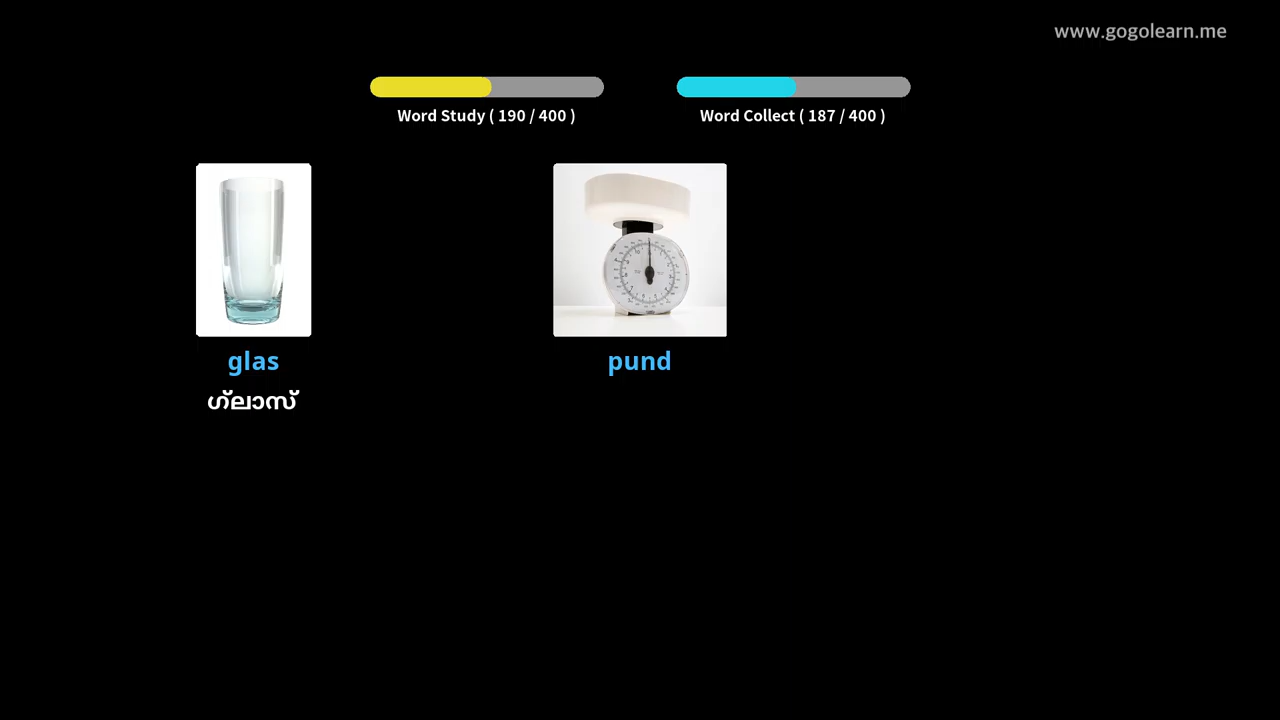 www.gogolearn.me
Word Study ( 190 / 400 )
Word Collect ( 187 / 400 )
glas
pund
ഗ്ലാസ്